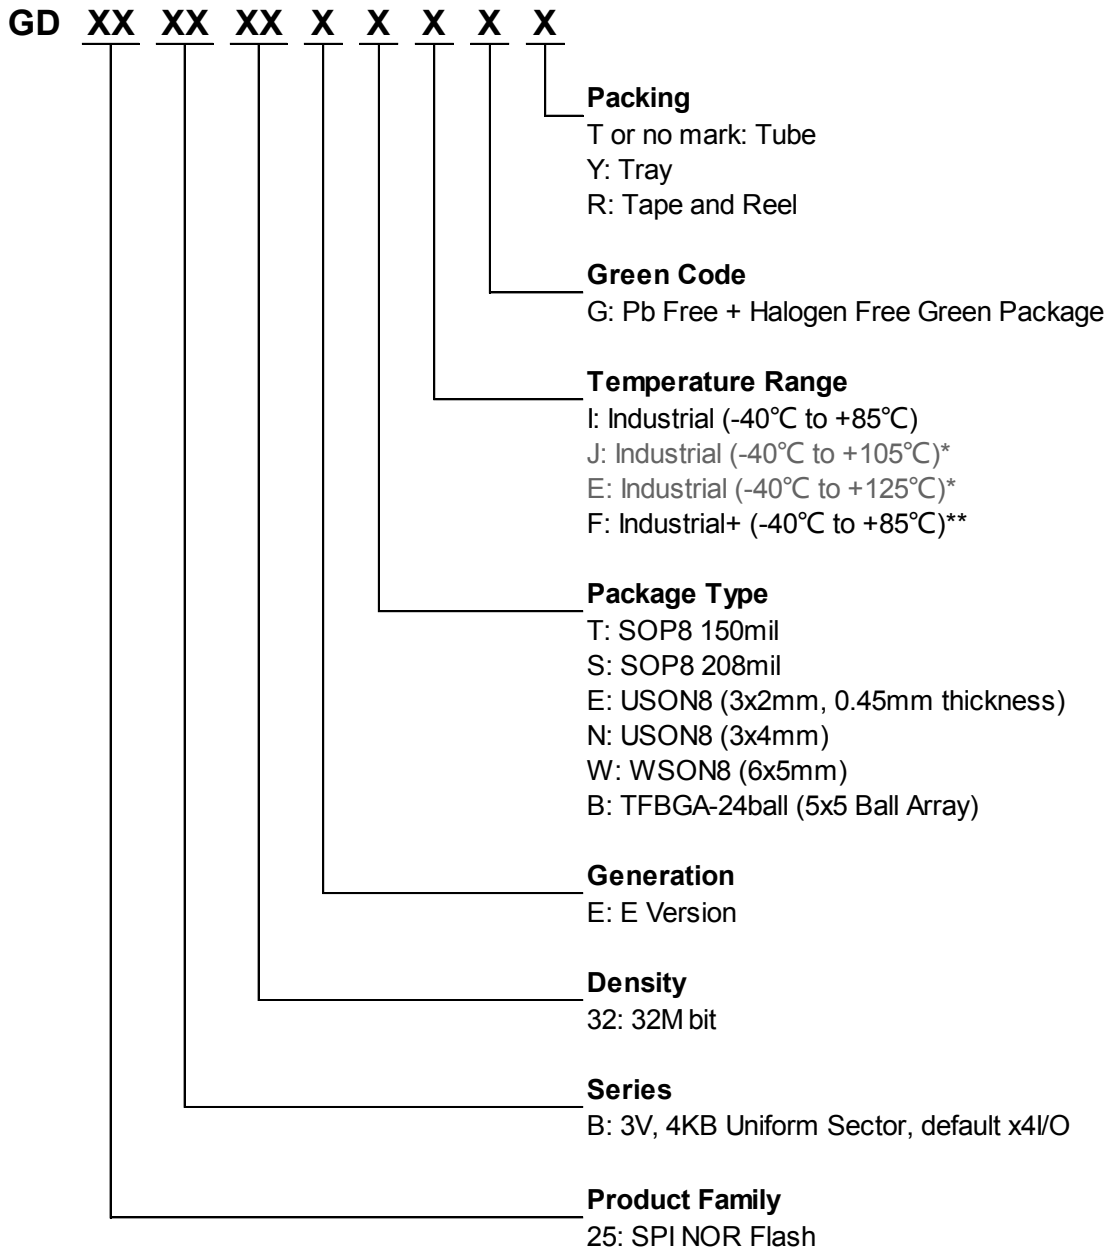 GD XX XX XX X X X X X
Packing
T or no mark: Tube
Y: Tray
R: Tape and Reel
Green Code
G: Pb Free + Halogen Free Green Package
Temperature Range
I: Industrial (-40℃ to +85℃)
J: Industrial (-40℃ to +105℃)*
E: Industrial (-40℃ to +125℃)*
F: Industrial+ (-40℃ to +85℃)**
Package Type
T: SOP8 150mil
S: SOP8 208mil
E: USON8 (3x2mm, 0.45mm thickness)
N: USON8 (3x4mm)
W: WSON8 (6x5mm)
B: TFBGA-24ball (5x5 Ball Array)
Generation
E: E Version
Density
32: 32M bit
Series
B: 3V, 4KB Uniform Sector, default x4I/O
Product Family
25: SPI NOR Flash